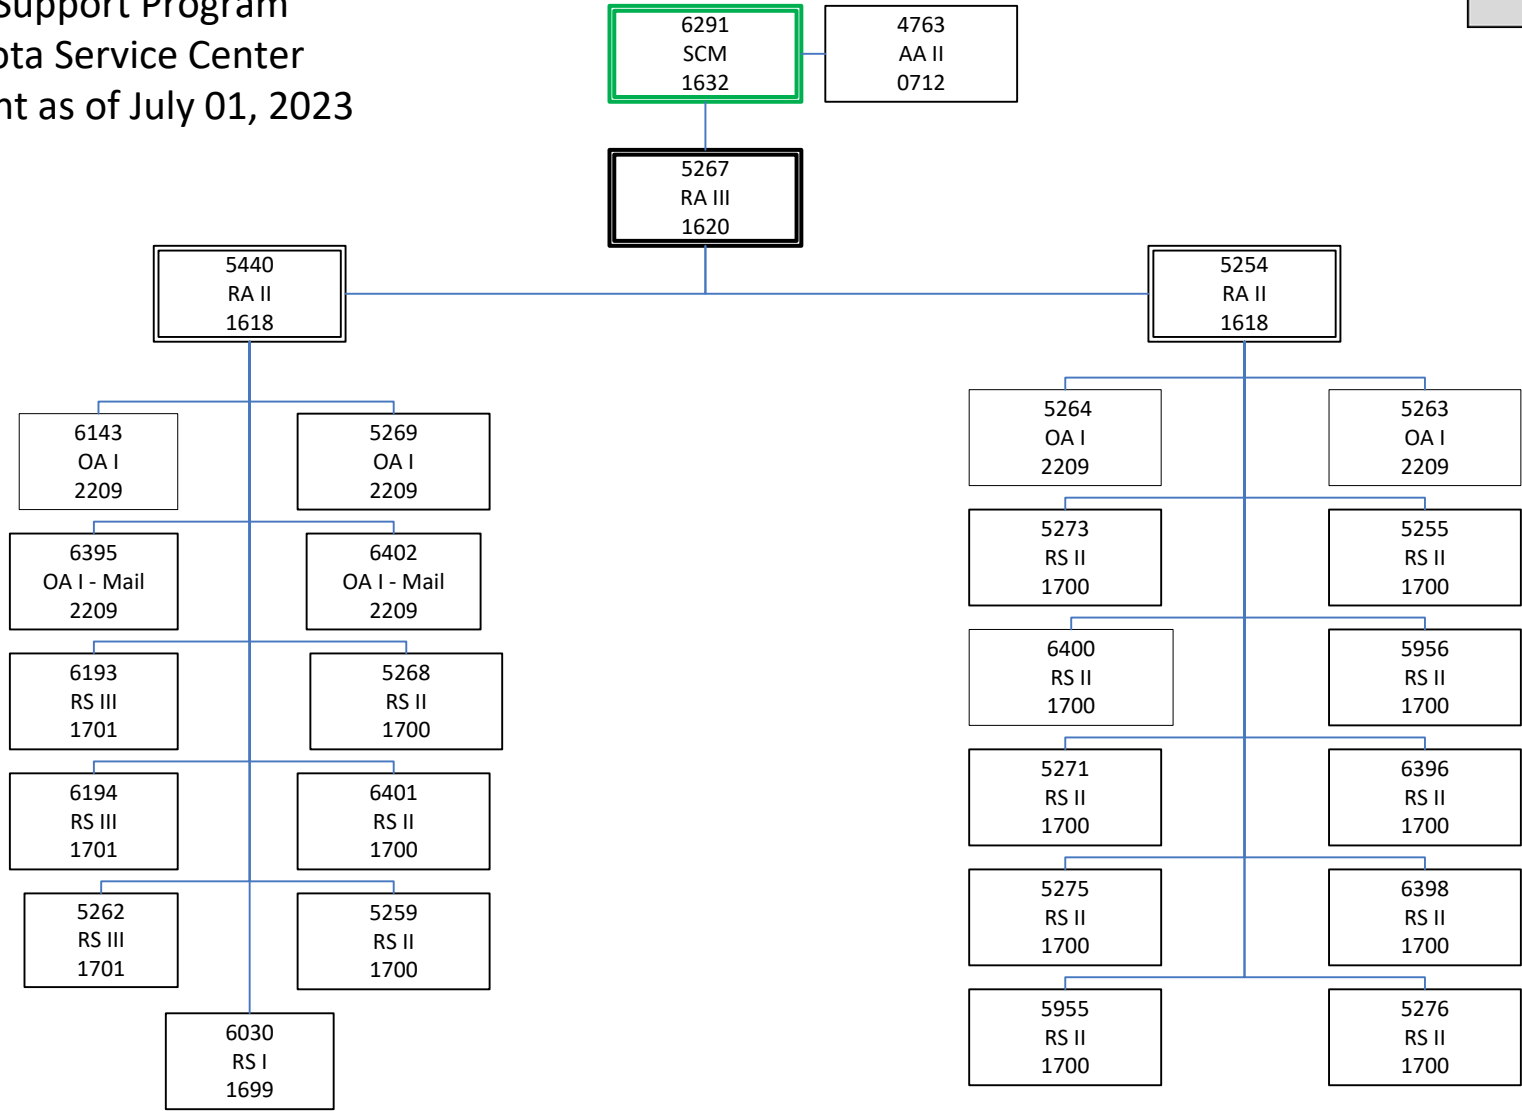 Support Program
Service Center
as of July 01, 2023
6291
SCM
1632
4763
AA II
0712
5267
RA III
1620
5440
RA II
1618
5254
RA II
1618
6143
OA I
2209
5269
OA I
2209
6395
OA I - Mail
2209
6402
OA I - Mail
2209
6193
RS III
1701
5268
RS II
1700
6194
RS III
1701
6401
RS II
1700
5262
RS III
1701
5259
RS II
1700
6030
RS I
1699
5264
OA I
2209
5263
OA I
2209
5273
RS II
1700
5255
RS II
1700
6400
RS II
1700
5956
RS II
1700
5271
RS II
1700
6396
RS II
1700
5275
RS II
1700
6398
RS II
1700
5955
RS II
1700
5276
RS II
1700